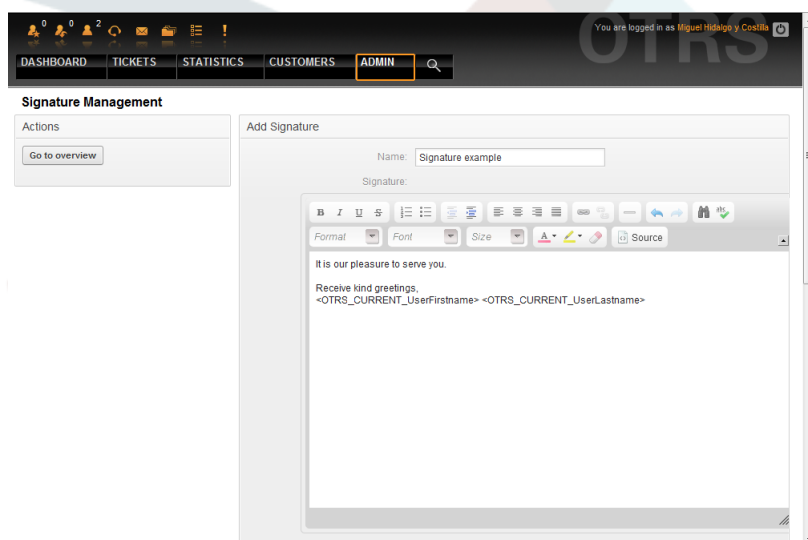 0 0 2
You are logged in as Miguel Hidalgo y Costilla
OTRS
DASHBOARD TICKETS STATISTICS CUSTOMERS ADMIN
Signature Management
Actions
Go to overview
Add Signature
Name: Signature example
Signature:
B I U S
Format Font Size A Source
It is our pleasure to serve you.
Receive kind greetings,
<OTRS_CURRENT_UserFirstname> <OTRS_CURRENT_UserLastname>